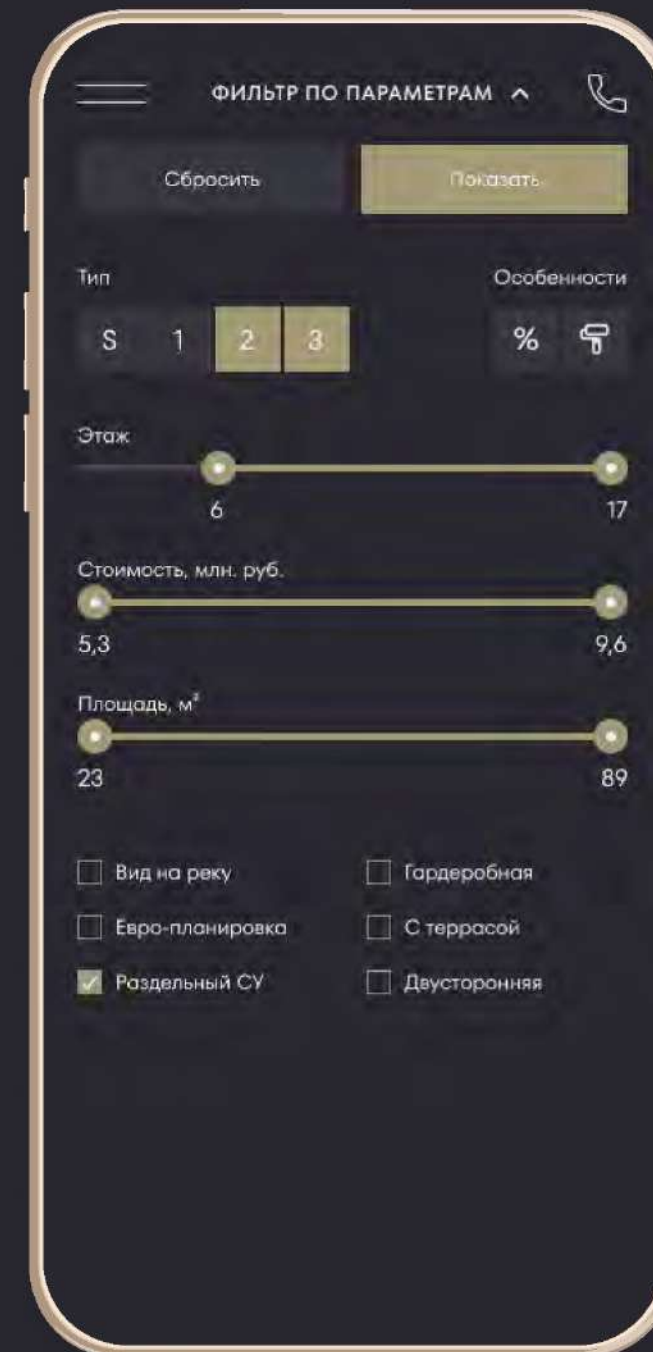 ФИЛЬТР ПО ПАРАМЕТРАМ
Сбросить Показать
Тип Особенности
S 1 2 3 %
Этаж
6 17
Стоимость, млн. руб.
5,3 9,6
Площадь, м²
23 89
Вид на реку Гардеробная
Евро-планировка С террасой
Раздельный СУ Двусторонняя